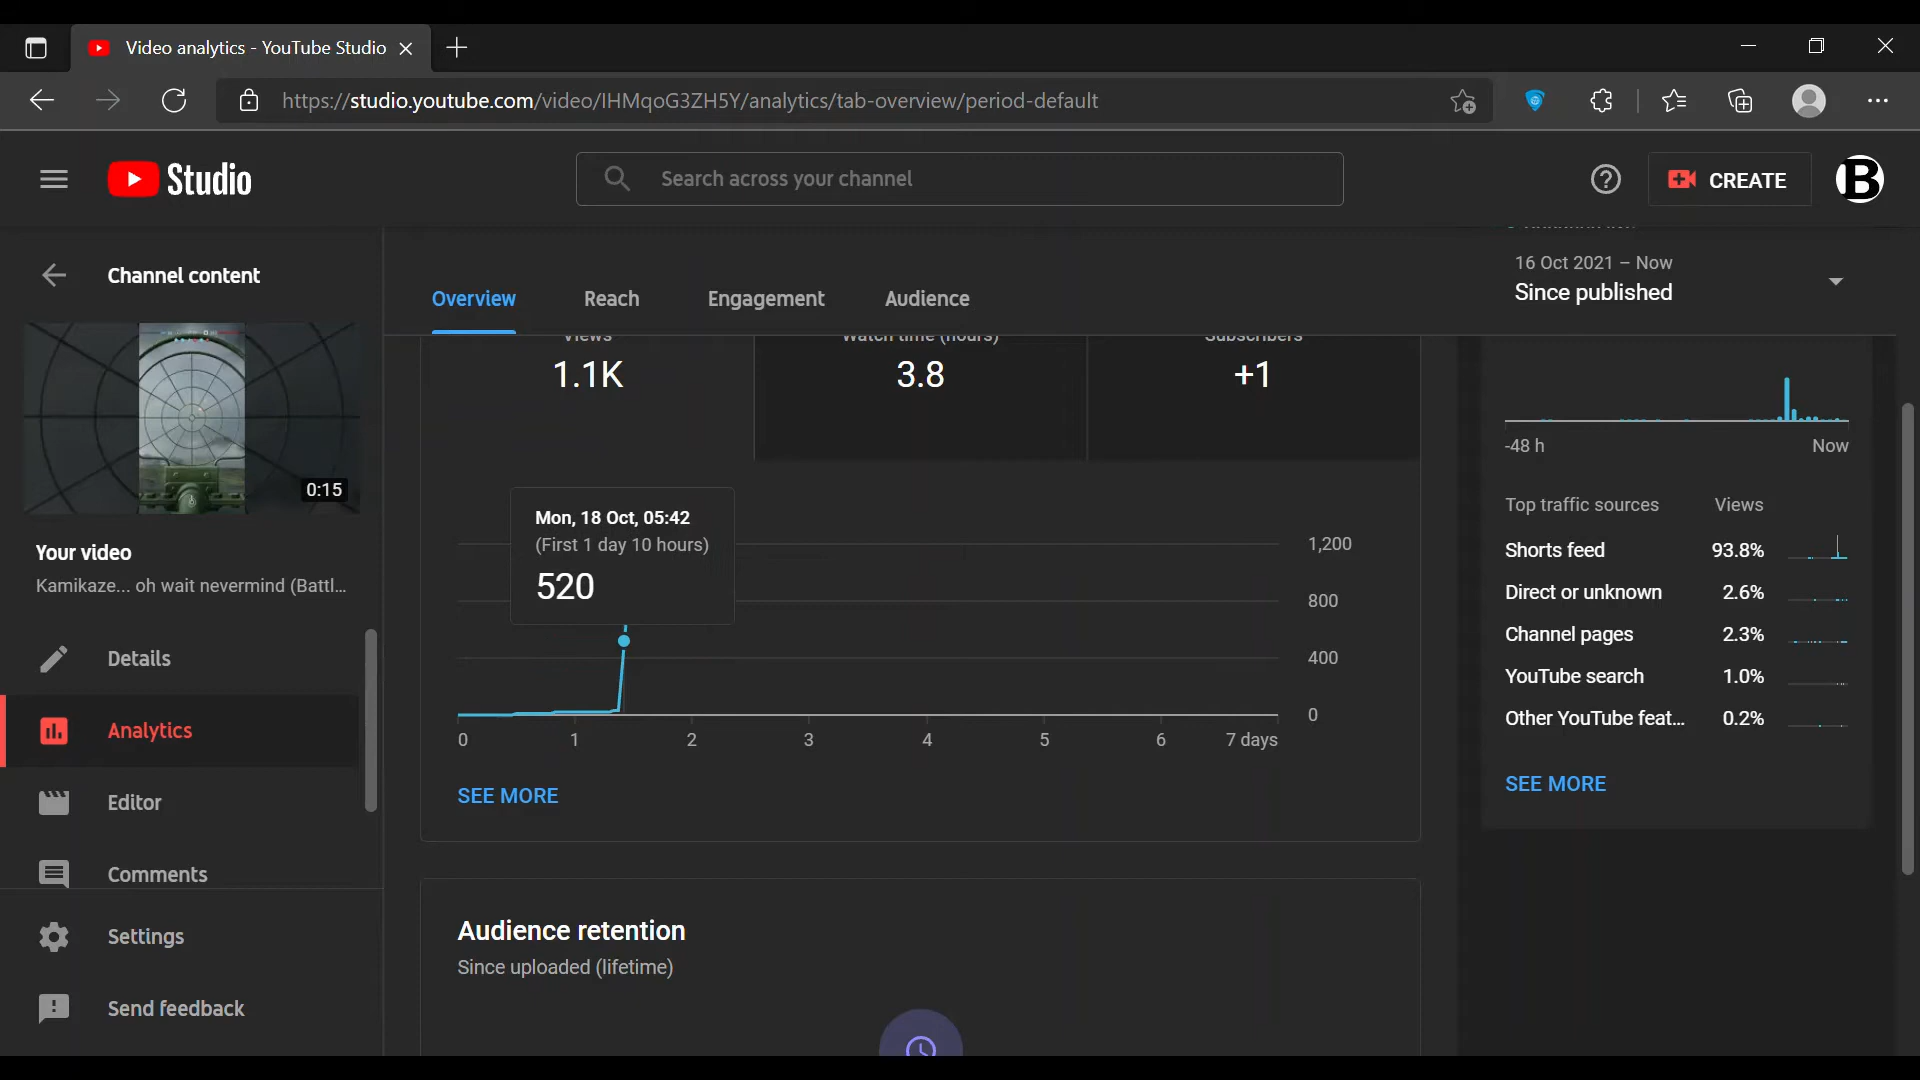 Video analytics - YouTube Studio
https://studio.youtube.com/video/IHMqoG3ZH5Y/analytics/tab-overview/period-default
Studio
Search across your channel
CREATE
B
Channel content
0:15
Your video
Kamikaze... oh wait nevermind (Battl...
Details
Analytics
Editor
Comments
Settings
Send feedback
Overview
Reach
Engagement
Audience
16 Oct 2021 – Now
Since published
Views
1.1K
Watch time (hours)
3.8
Subscribers
+1
Mon, 18 Oct, 05:42
(First 1 day 10 hours)
520
1,200
800
400
0
0 1 2 3 4 5 6 7 days
SEE MORE
Audience retention
Since uploaded (lifetime)
-48 h
Now
Top traffic sources Views
Shorts feed 93.8%
Direct or unknown 2.6%
Channel pages 2.3%
YouTube search 1.0%
Other YouTube feat... 0.2%
SEE MORE